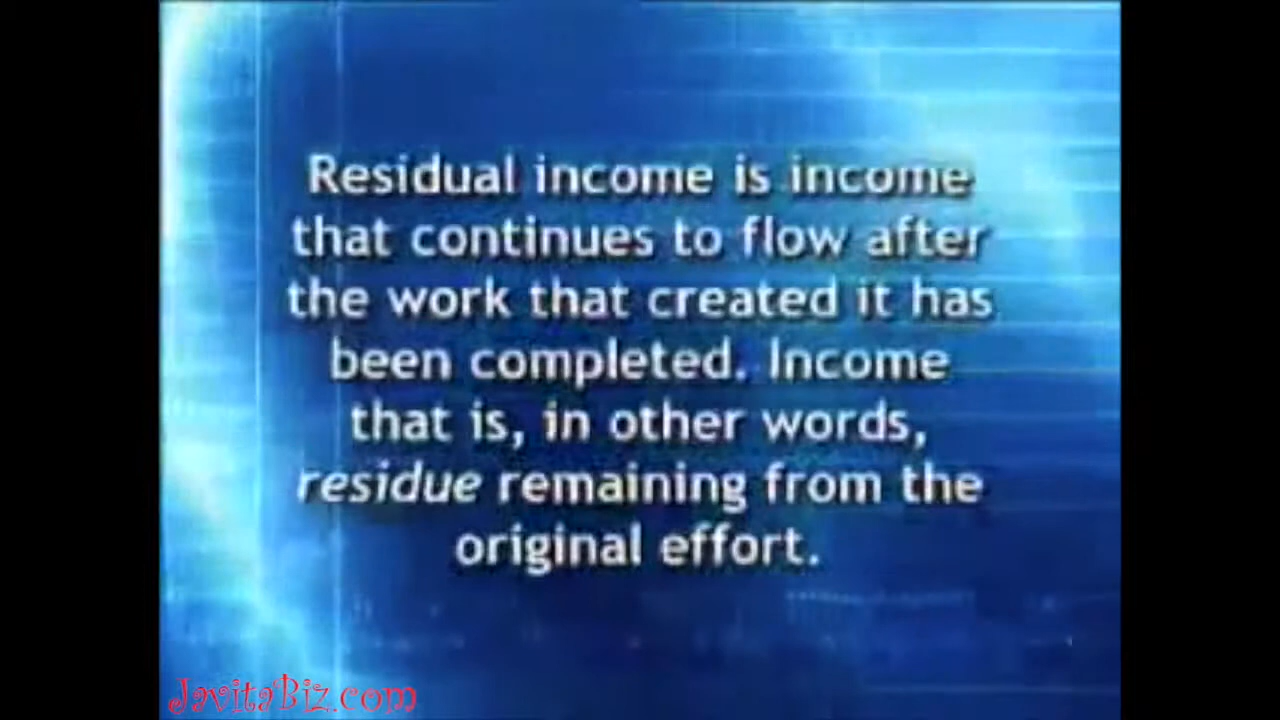 Residual income is income
that continues to flow after
the work that created it has
been completed. Income
that is, in other words,
residue remaining from the
original effort.
JavitaBiz.com